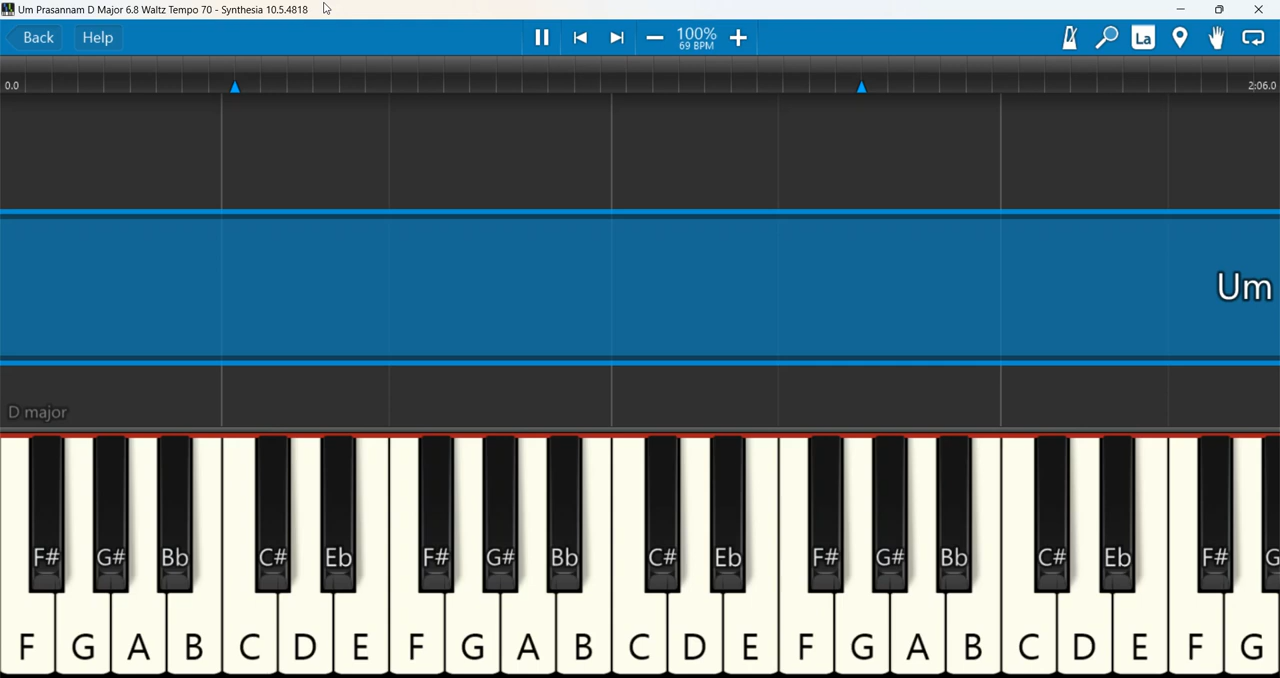 Um Prasannam D Major 6.8 Waltz Tempo 70 - Synthesia 10.5.4818
Back Help 100% La
69 BPM
0.0 2:06.0
Um
D major
F# G# Bb C# Eb F# G# Bb C# Eb F# G# Bb C# Eb F# G
F G A B C D E F G A B C D E F G A B C D E F G